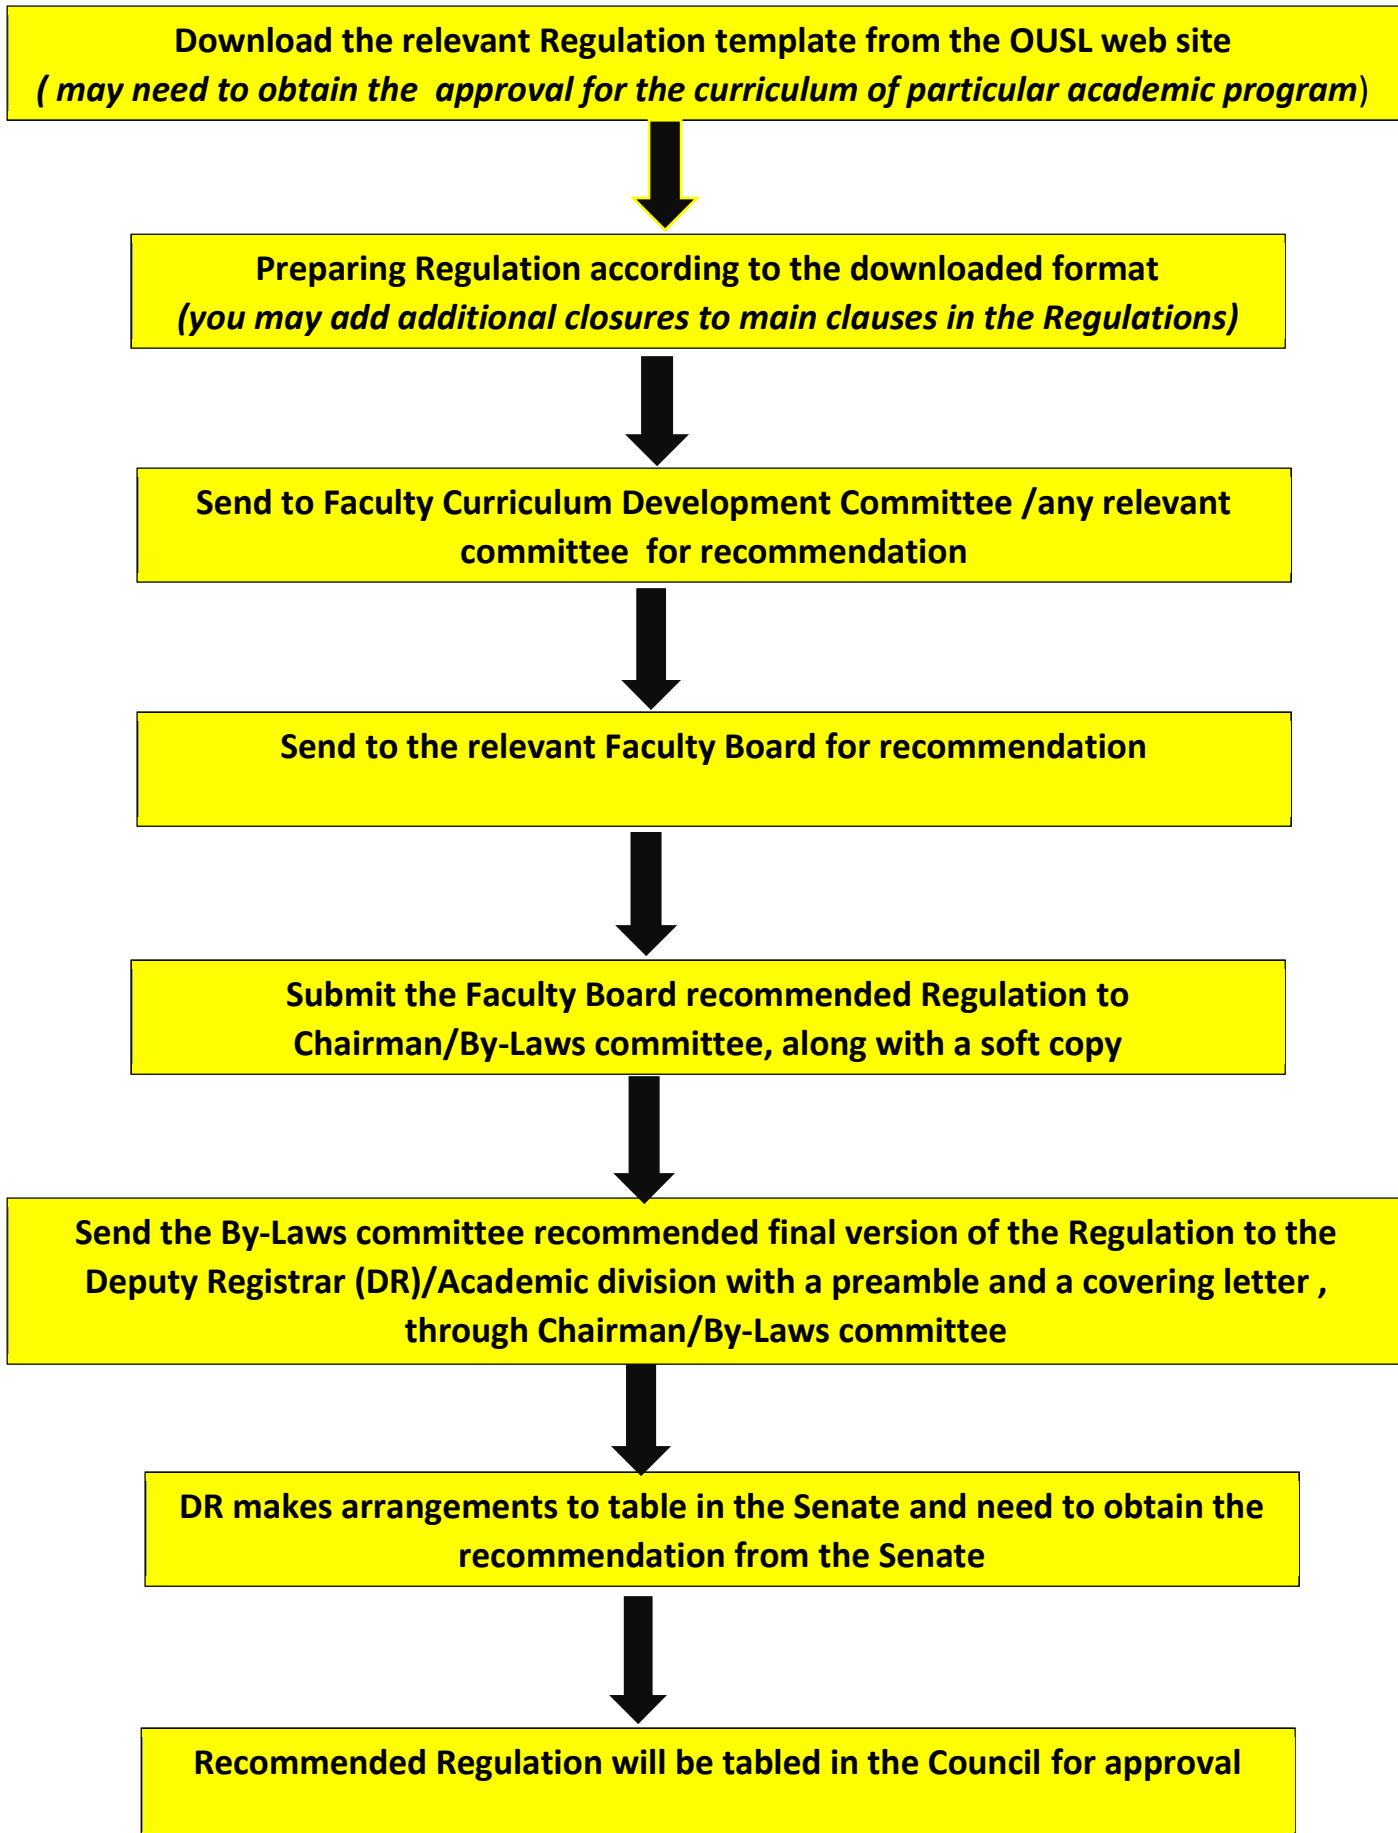 Download the relevant Regulation template from the OUSL web site
( may need to obtain the  approval for the curriculum of particular academic program)
Preparing Regulation according to the downloaded format
(you may add additional closures to main clauses in the Regulations)
Send to Faculty Curriculum Development Committee /any relevant
committee  for recommendation
Send to the relevant Faculty Board for recommendation
Submit the Faculty Board recommended Regulation to
Chairman/By-Laws committee, along with a soft copy
Send the By-Laws committee recommended final version of the Regulation to the
Deputy Registrar (DR)/Academic division with a preamble and a covering letter ,
through Chairman/By-Laws committee
DR makes arrangements to table in the Senate and need to obtain the
recommendation from the Senate
Recommended Regulation will be tabled in the Council for approval